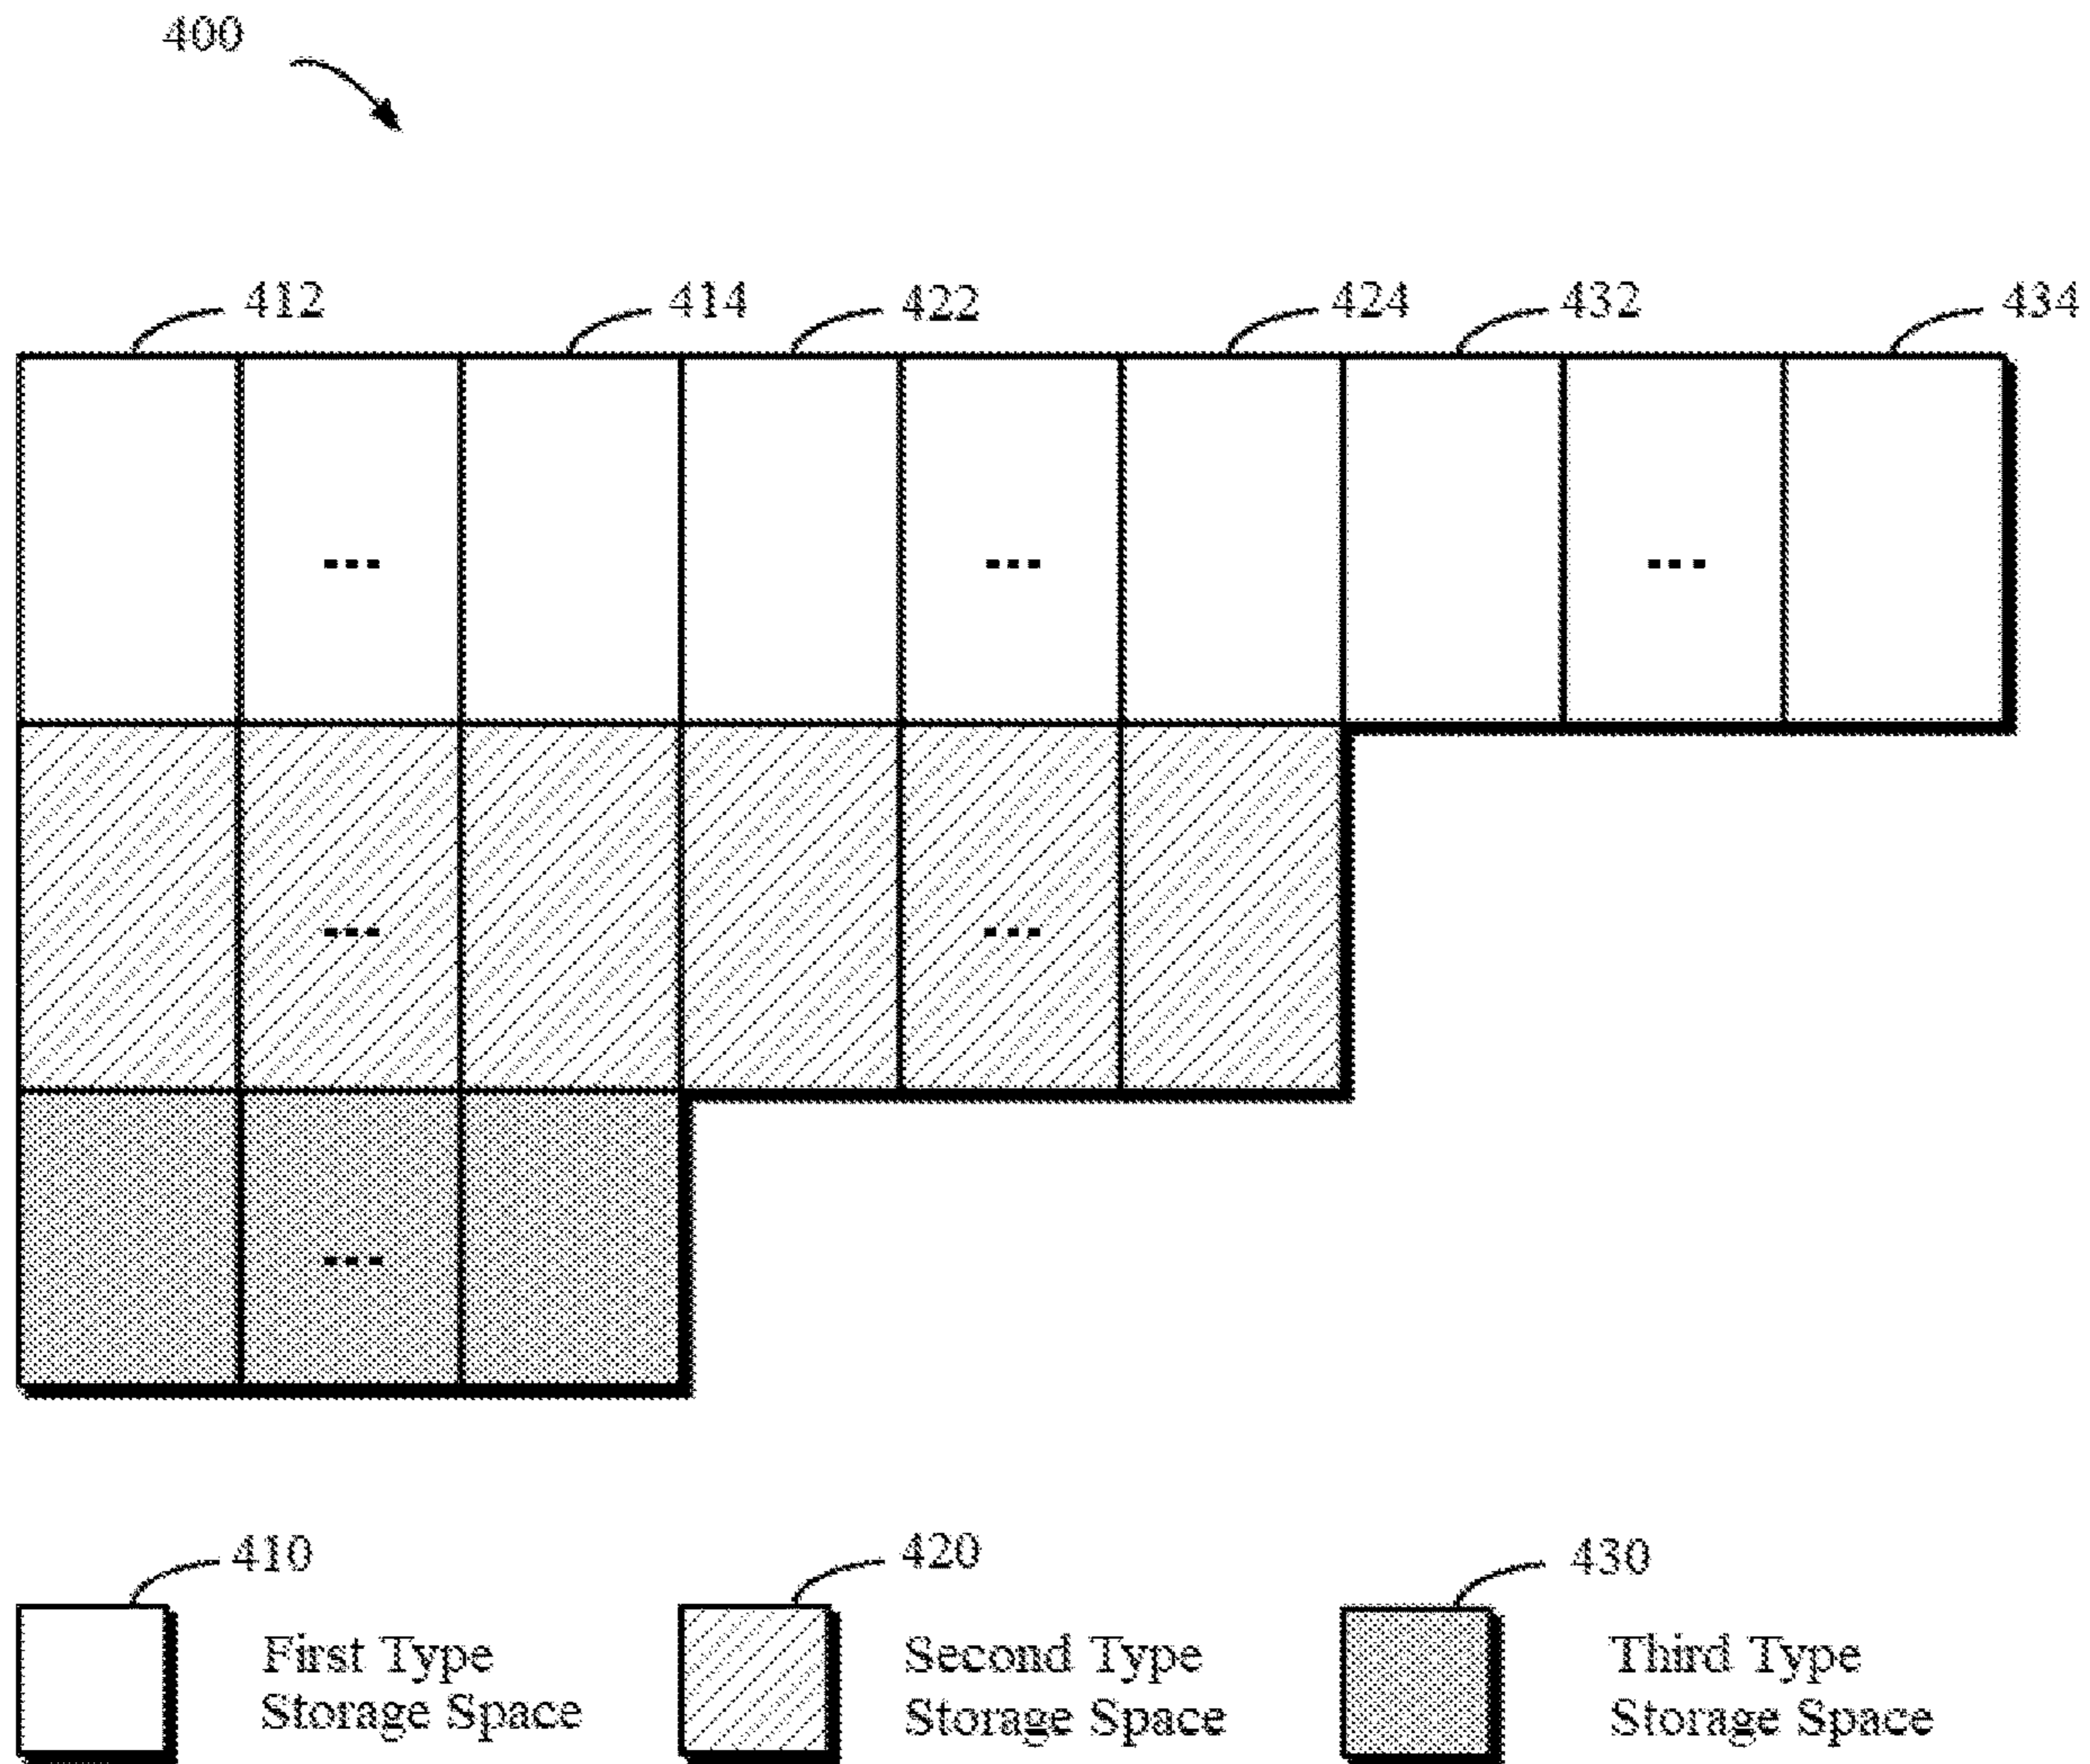 400
412 414 422 424 432 434
... ... ...
... ...
...
410 420 430
First Type Second Type Third Type
Storage Space Storage Space Storage Space